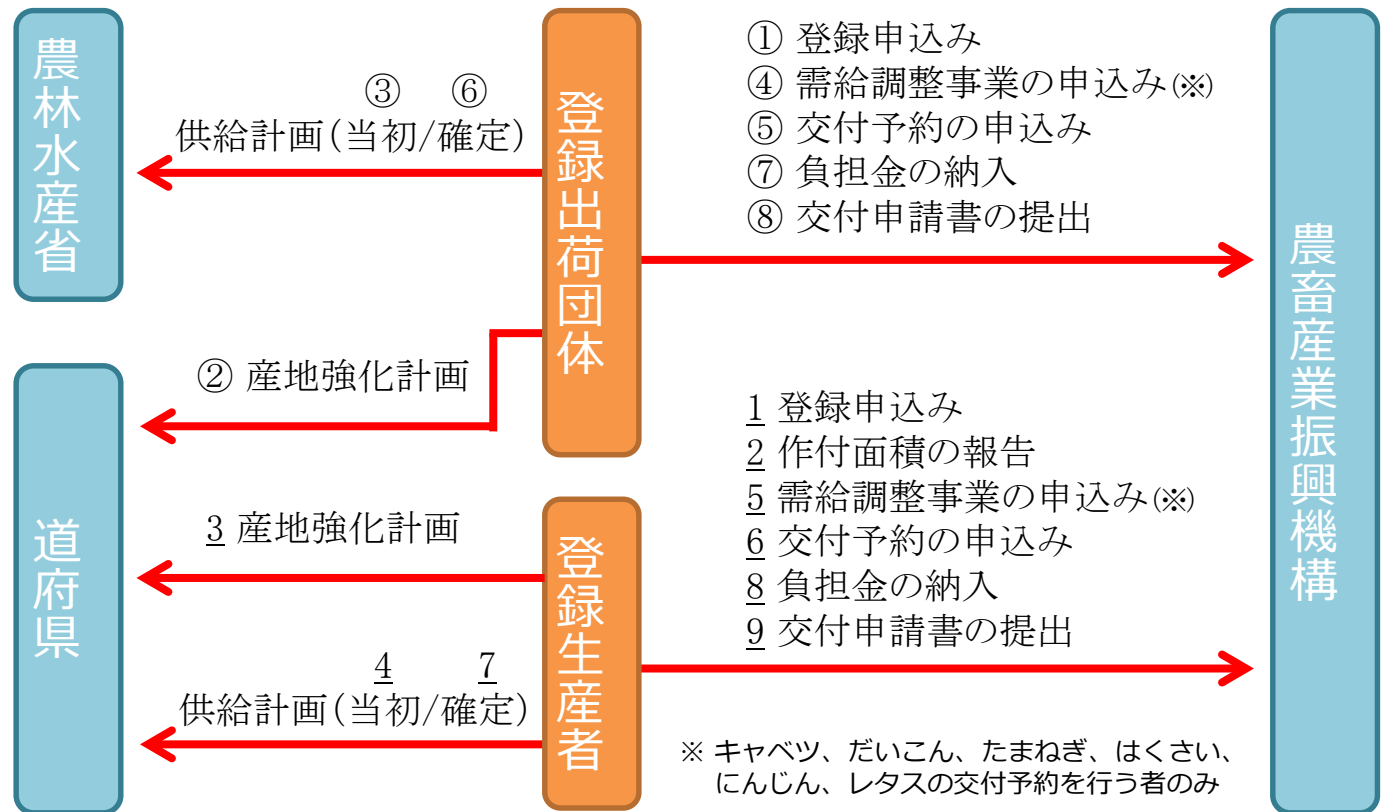 農林水産省
③ ⑥
供給計画(当初/確定)
登録出荷団体
① 登録申込み
④ 需給調整事業の申込み(※)
⑤ 交付予約の申込み
⑦ 負担金の納入
⑧ 交付申請書の提出
農畜産業振興機構
② 産地強化計画
道府県
3 産地強化計画
4 7
供給計画(当初/確定)
登録生産者
1 登録申込み
2 作付面積の報告
5 需給調整事業の申込み(※)
6 交付予約の申込み
8 負担金の納入
9 交付申請書の提出
※ キャベツ、だいこん、たまねぎ、はくさい、
にんじん、レタスの交付予約を行う者のみ